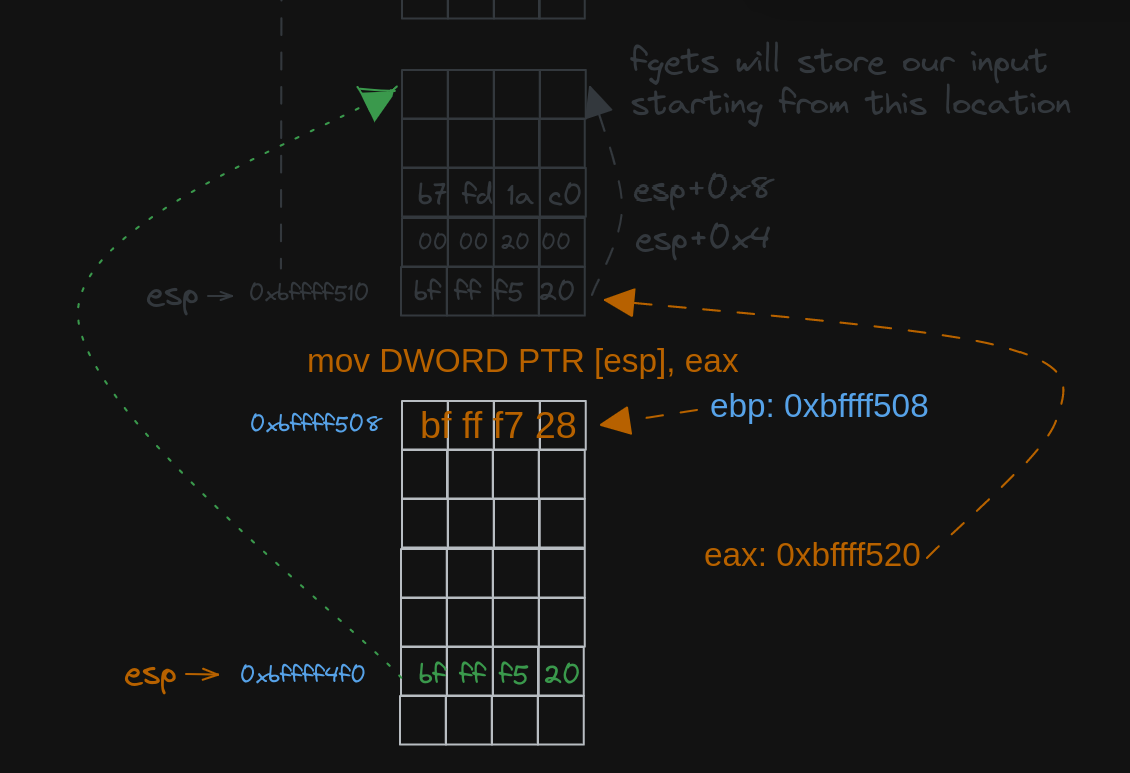 fgets will store our input
starting from this location
b7 fd 1a c0
esp+0x8
00 00 20 00
esp+0x4
esp → 0xbffff510
bf ff f5 20
mov DWORD PTR [esp], eax
0xbffff508
bf ff f7 28
ebp: 0xbffff508
eax: 0xbffff520
esp → 0xbffff4f0
bf ff f5 20